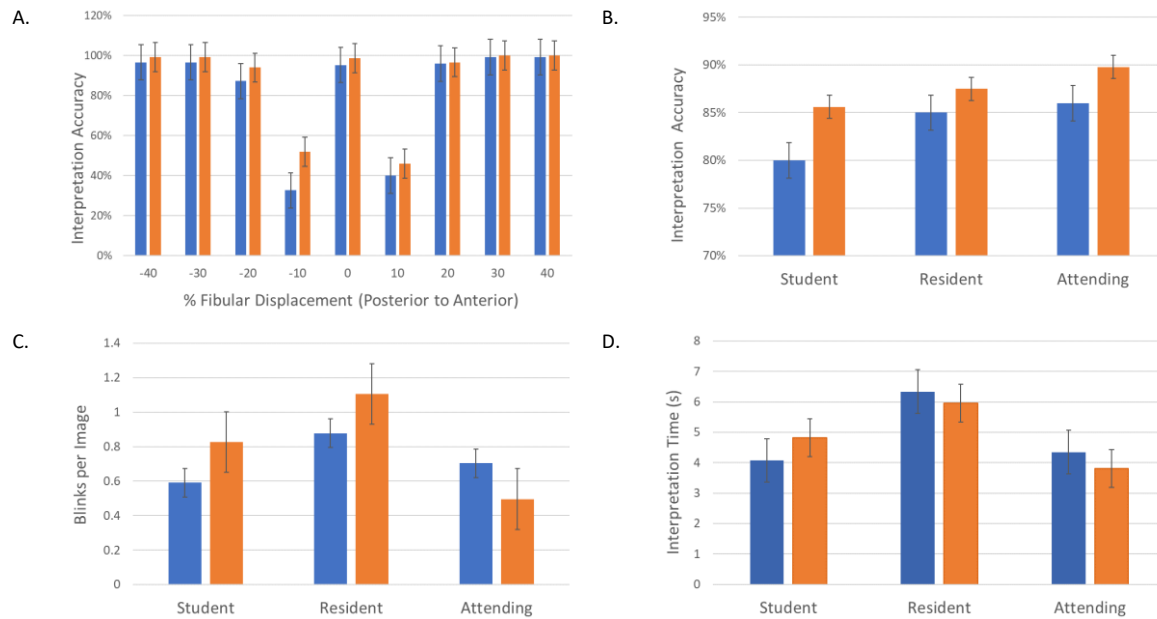 A.
120%
100%
80%
60%
40%
20%
0%
Interpretation Accuracy
-40 -30 -20 -10 0 10 20 30 40
% Fibular Displacement (Posterior to Anterior)
B.
95%
90%
85%
80%
75%
70%
Interpretation Accuracy
Student Resident Attending
C.
1.4
1.2
1
0.8
0.6
0.4
0.2
0
Blinks per Image
Student Resident Attending
D.
8
7
6
5
4
3
2
1
0
Interpretation Time (s)
Student Resident Attending